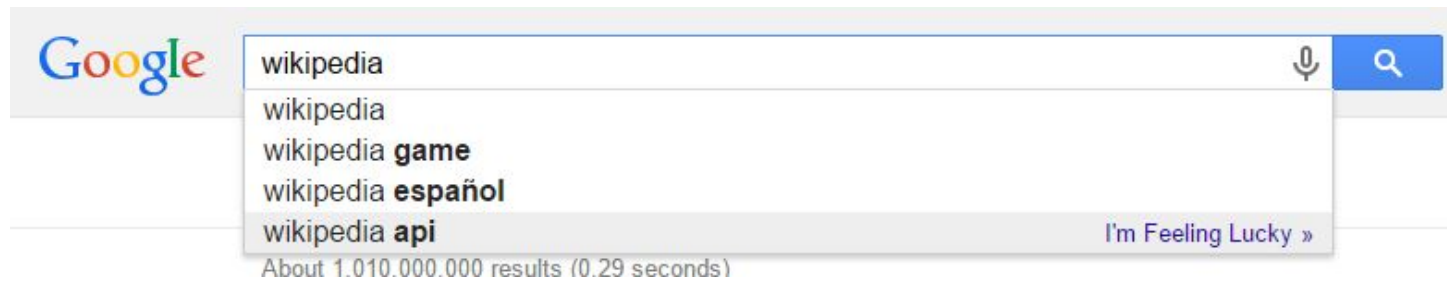 Google wikipedia
wikipedia
wikipedia game
wikipedia español
wikipedia api I'm Feeling Lucky »
About 1,010,000,000 results (0.29 seconds)